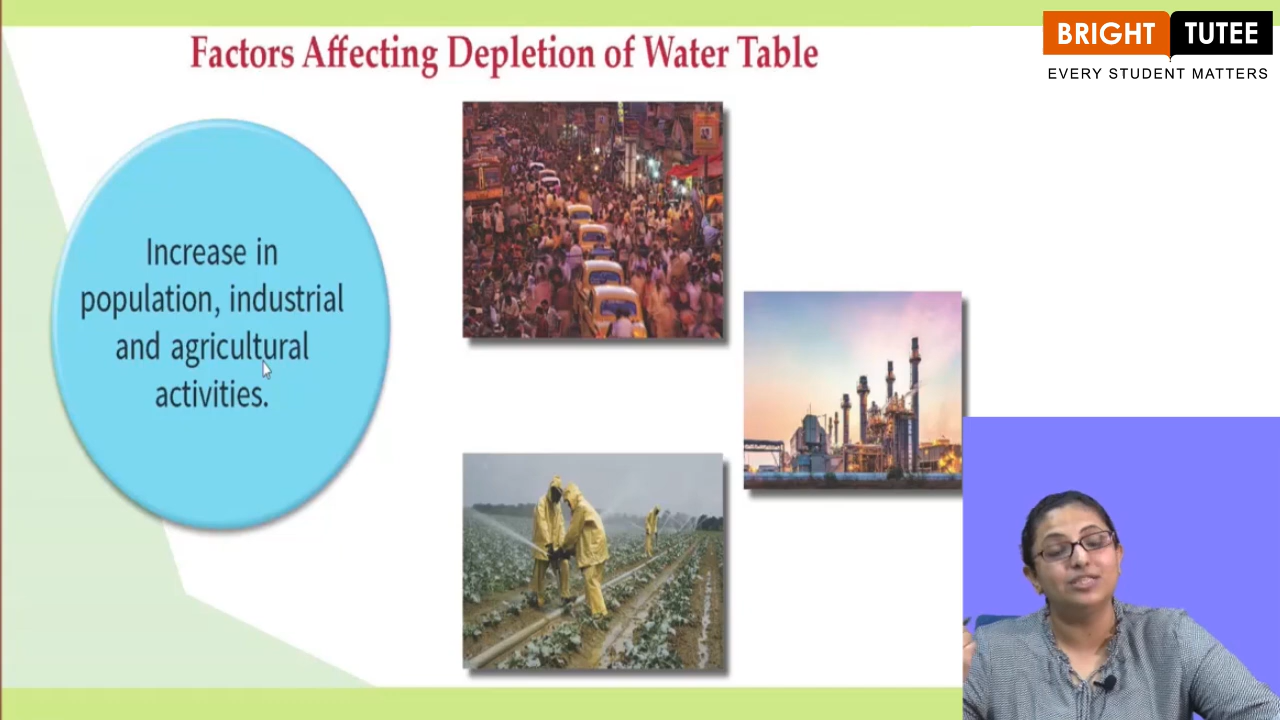 Factors Affecting Depletion of Water Table
BRIGHT TUTEE
EVERY STUDENT MATTERS
Increase in
population, industrial
and agricultural
activities.